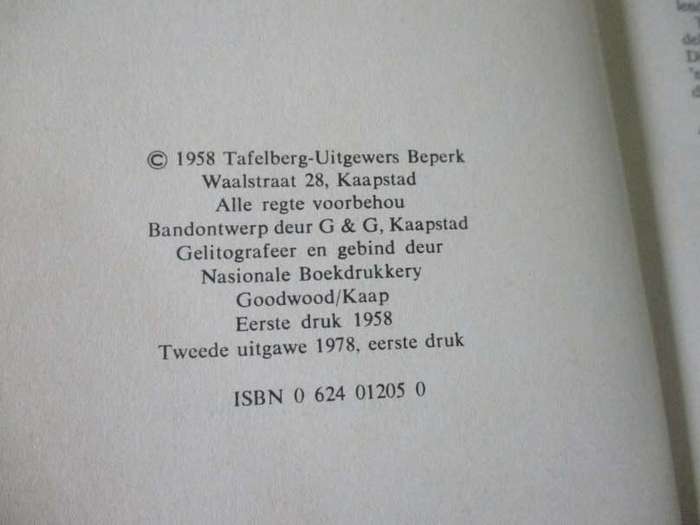 © 1958 Tafelberg-Uitgewers Beperk
Waalstraat 28, Kaapstad
Alle regte voorbehou
Bandontwerp deur G & G, Kaapstad
Gelitografeer en gebind deur
Nasionale Boekdrukkery
Goodwood/Kaap
Eerste druk 1958
Tweede uitgawe 1978, eerste druk
ISBN 0 624 01205 0